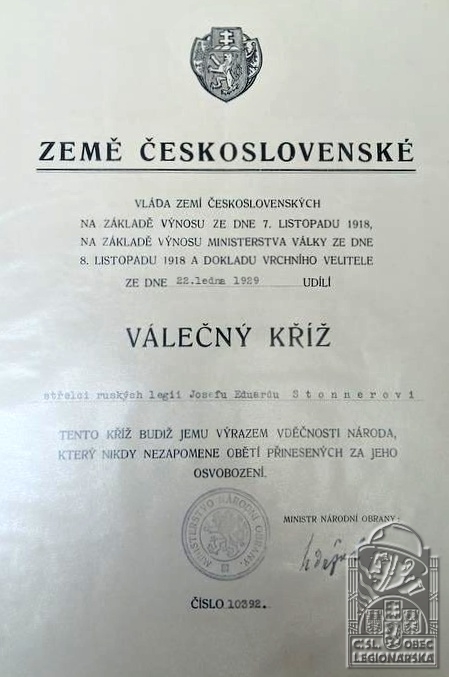 ZEMĚ ČESKOSLOVENSKÉ
VLÁDA ZEMÍ ČESKOSLOVENSKÝCH
NA ZÁKLADĚ VÝNOSU ZE DNE 7. LISTOPADU 1918,
NA ZÁKLADĚ VÝNOSU MINISTERSTVA VÁLKY ZE DNE
8. LISTOPADU 1918 A DOKLADU VRCHNÍHO VELITELE
ZE DNE 22.ledna 1929 UDÍLÍ
VÁLEČNÝ KŘÍŽ
střelci ruských legií Josefu Eduardu Stonnerovi
TENTO KŘÍŽ BUDIŽ JEMU VÝRAZEM VDĚČNOSTI NÁRODA,
KTERÝ NIKDY NEZAPOMENE OBĚTÍ PŘINESENÝCH ZA JEHO
OSVOBOZENÍ.
MINISTERSTVO NÁRODNÍ OBRANY
MINISTR NÁRODNÍ OBRANY:
ČÍSLO 10392.
ČSL. OBEC
LEGIONÁŘSKÁ